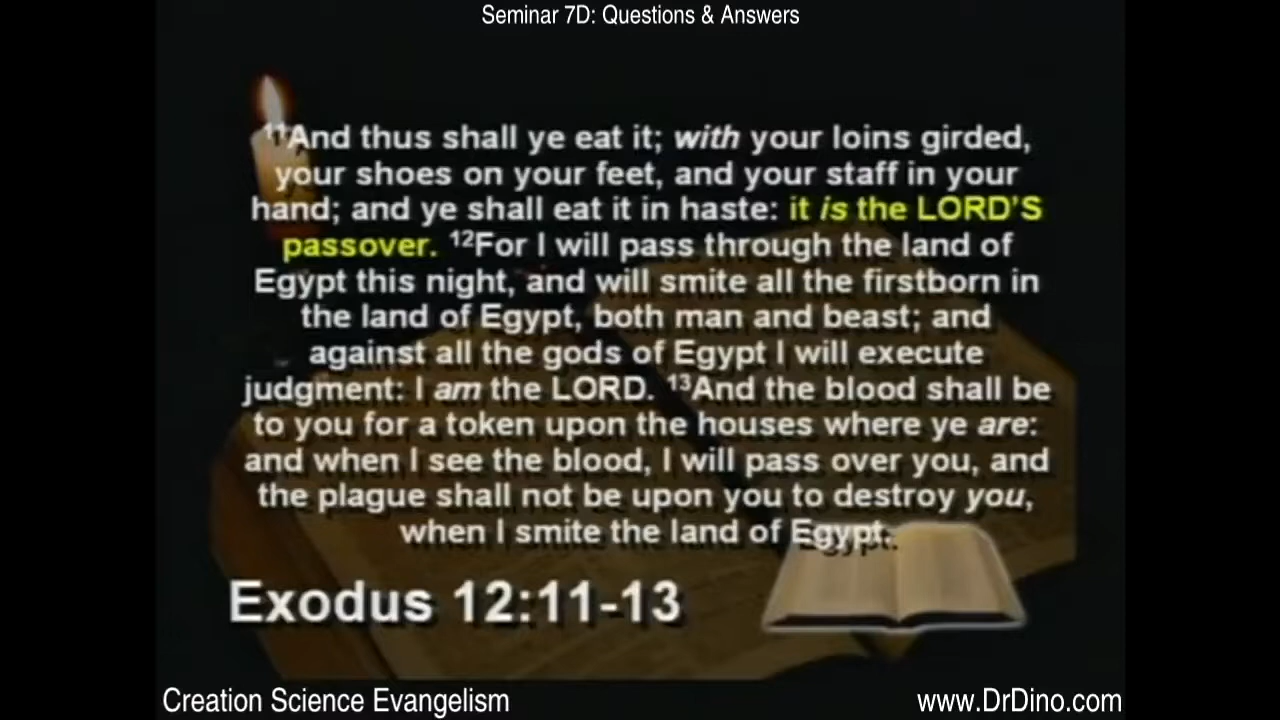 Seminar 7D: Questions & Answers
¹¹And thus shall ye eat it; with your loins girded,
your shoes on your feet, and your staff in your
hand; and ye shall eat it in haste: it is the LORD'S
passover. ¹²For I will pass through the land of
Egypt this night, and will smite all the firstborn in
the land of Egypt, both man and beast; and
against all the gods of Egypt I will execute
judgment: I am the LORD. ¹³And the blood shall be
to you for a token upon the houses where ye are:
and when I see the blood, I will pass over you, and
the plague shall not be upon you to destroy you,
when I smite the land of Egypt.
Exodus 12:11-13
Creation Science Evangelism
www.DrDino.com